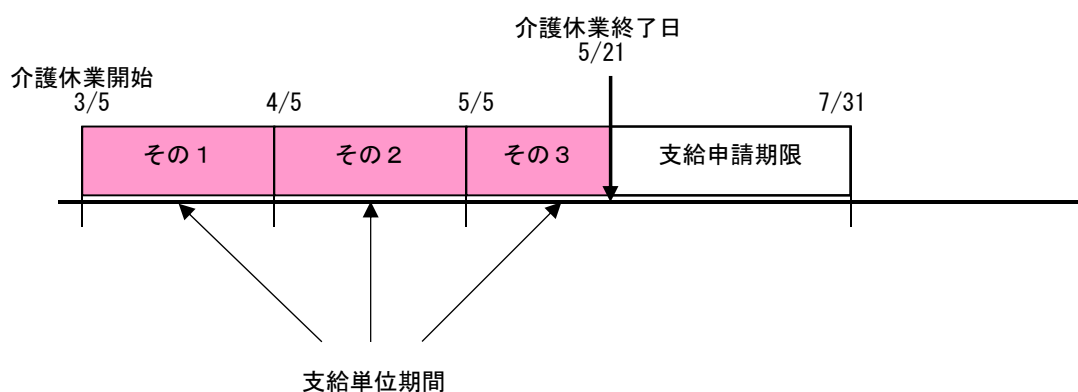 介護休業終了日
5/21
介護休業開始
3/5
4/5
5/5
7/31
その1
その2
その3
支給申請期限
支給単位期間